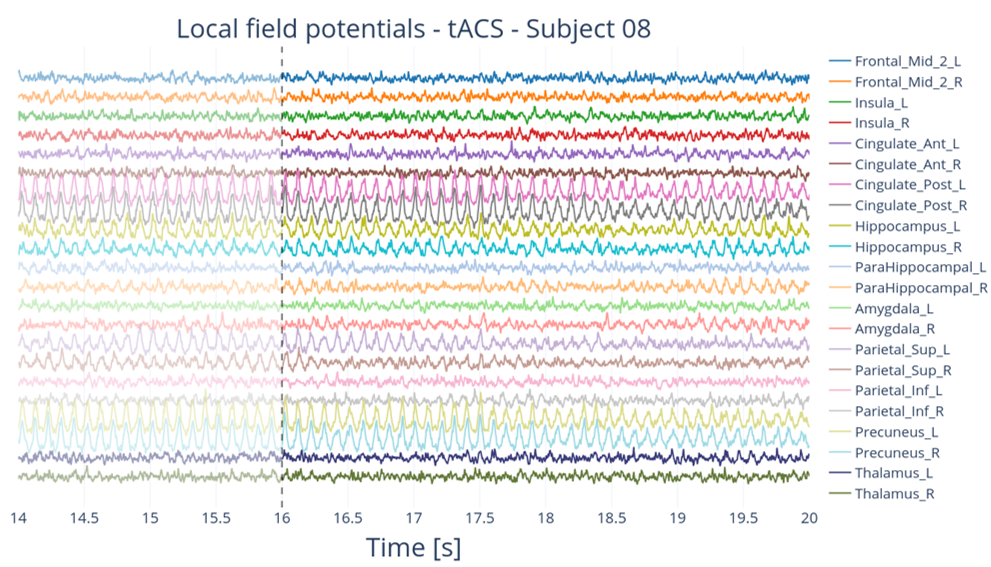 Local field potentials - tACS - Subject 08
Frontal_Mid_2_L
Frontal_Mid_2_R
Insula_L
Insula_R
Cingulate_Ant_L
Cingulate_Ant_R
Cingulate_Post_L
Cingulate_Post_R
Hippocampus_L
Hippocampus_R
ParaHippocampal_L
ParaHippocampal_R
Amygdala_L
Amygdala_R
Parietal_Sup_L
Parietal_Sup_R
Parietal_Inf_L
Parietal_Inf_R
Precuneus_L
Precuneus_R
Thalamus_L
Thalamus_R
14 14.5 15 15.5 16 16.5 17 17.5 18 18.5 19 19.5 20
Time [s]